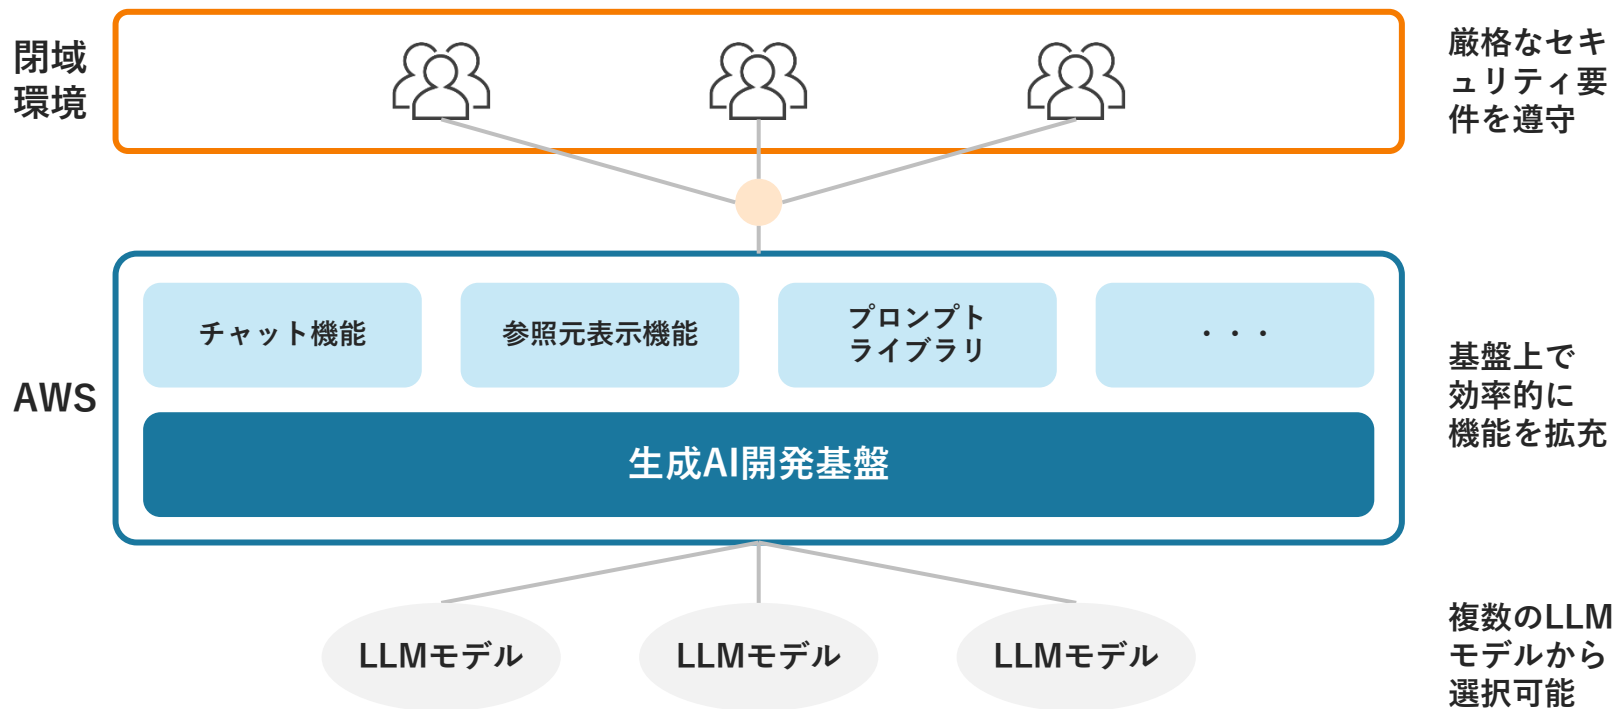 閉域
環境
厳格なセキ
ュリティ要
件を遵守
AWS
チャット機能
参照元表示機能
プロンプト
ライブラリ
・・・
生成AI開発基盤
基盤上で
効率的に
機能を拡充
LLMモデル
LLMモデル
LLMモデル
複数のLLM
モデルから
選択可能